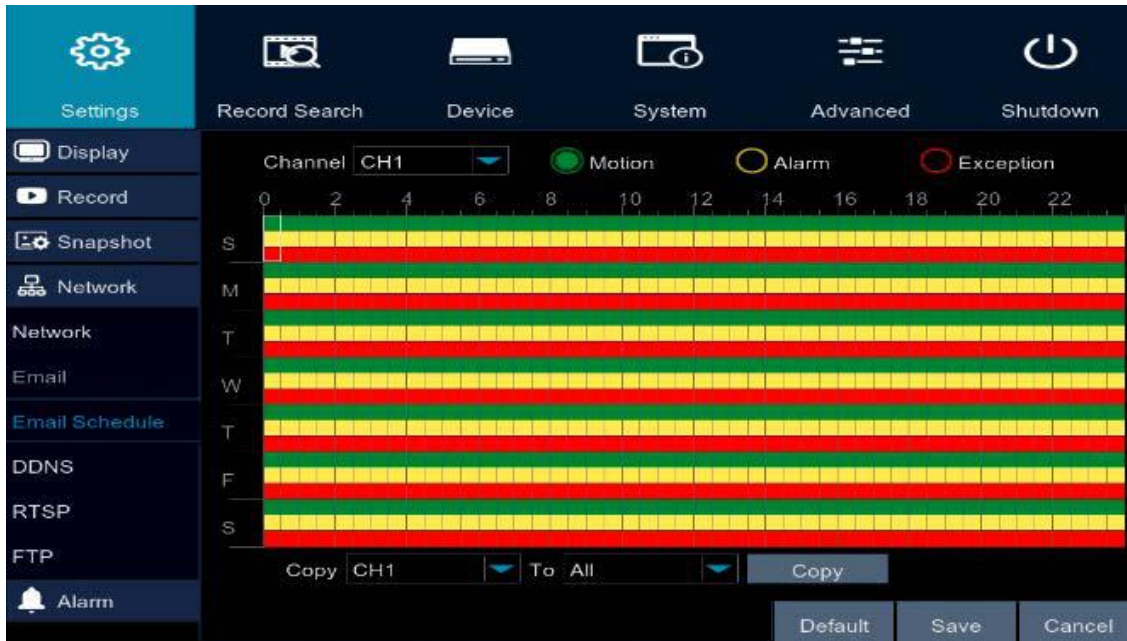 Settings Record Search Device System Advanced Shutdown
Display
Record
Snapshot
Network
Network
Email
Email Schedule
DDNS
RTSP
FTP
Alarm
Channel CH1 Motion Alarm Exception
0 2 4 6 8 10 12 14 16 18 20 22
S
M
T
W
T
F
S
Copy CH1 To All Copy
Default Save Cancel